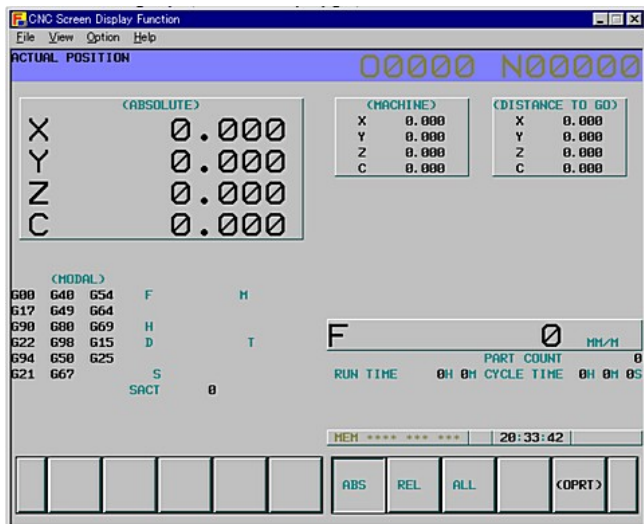 CNC Screen Display Function
File View Option Help
ACTUAL POSITION O0000 N00000
(ABSOLUTE)
X 0.000
Y 0.000
Z 0.000
C 0.000
(MACHINE)
X 0.000
Y 0.000
Z 0.000
C 0.000
(DISTANCE TO GO)
X 0.000
Y 0.000
Z 0.000
C 0.000
(MODAL)
G00 G40 G54 F M
G17 G49 G64
G90 G80 G69 H
G22 G98 G15 D T
G94 G50 G25
G21 G67 S
SACT 0
F 0 MM/M
PART COUNT 0
RUN TIME 0H 0M CYCLE TIME 0H 0M 0S
MEM **** *** *** 20:33:42
ABS REL ALL (OPRT)